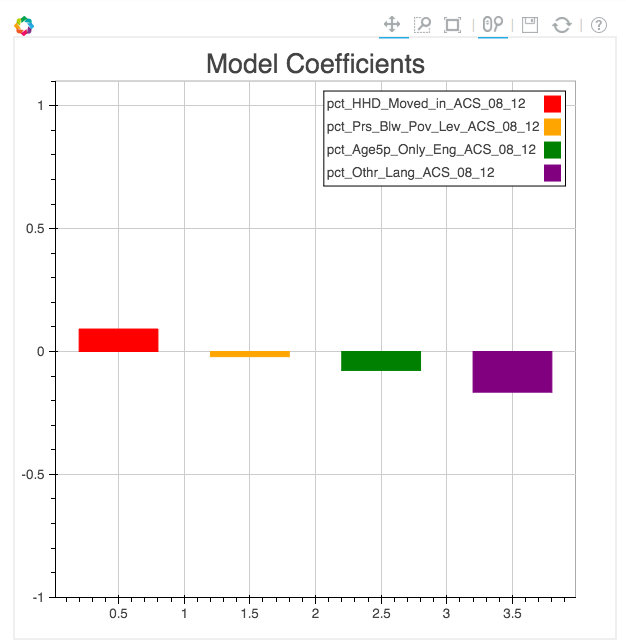 Model Coefficients
pct_HHD_Moved_in_ACS_08_12
pct_Prs_Blw_Pov_Lev_ACS_08_12
pct_Age5p_Only_Eng_ACS_08_12
pct_Othr_Lang_ACS_08_12
1
0.5
0
-0.5
-1
0.5 1 1.5 2 2.5 3 3.5